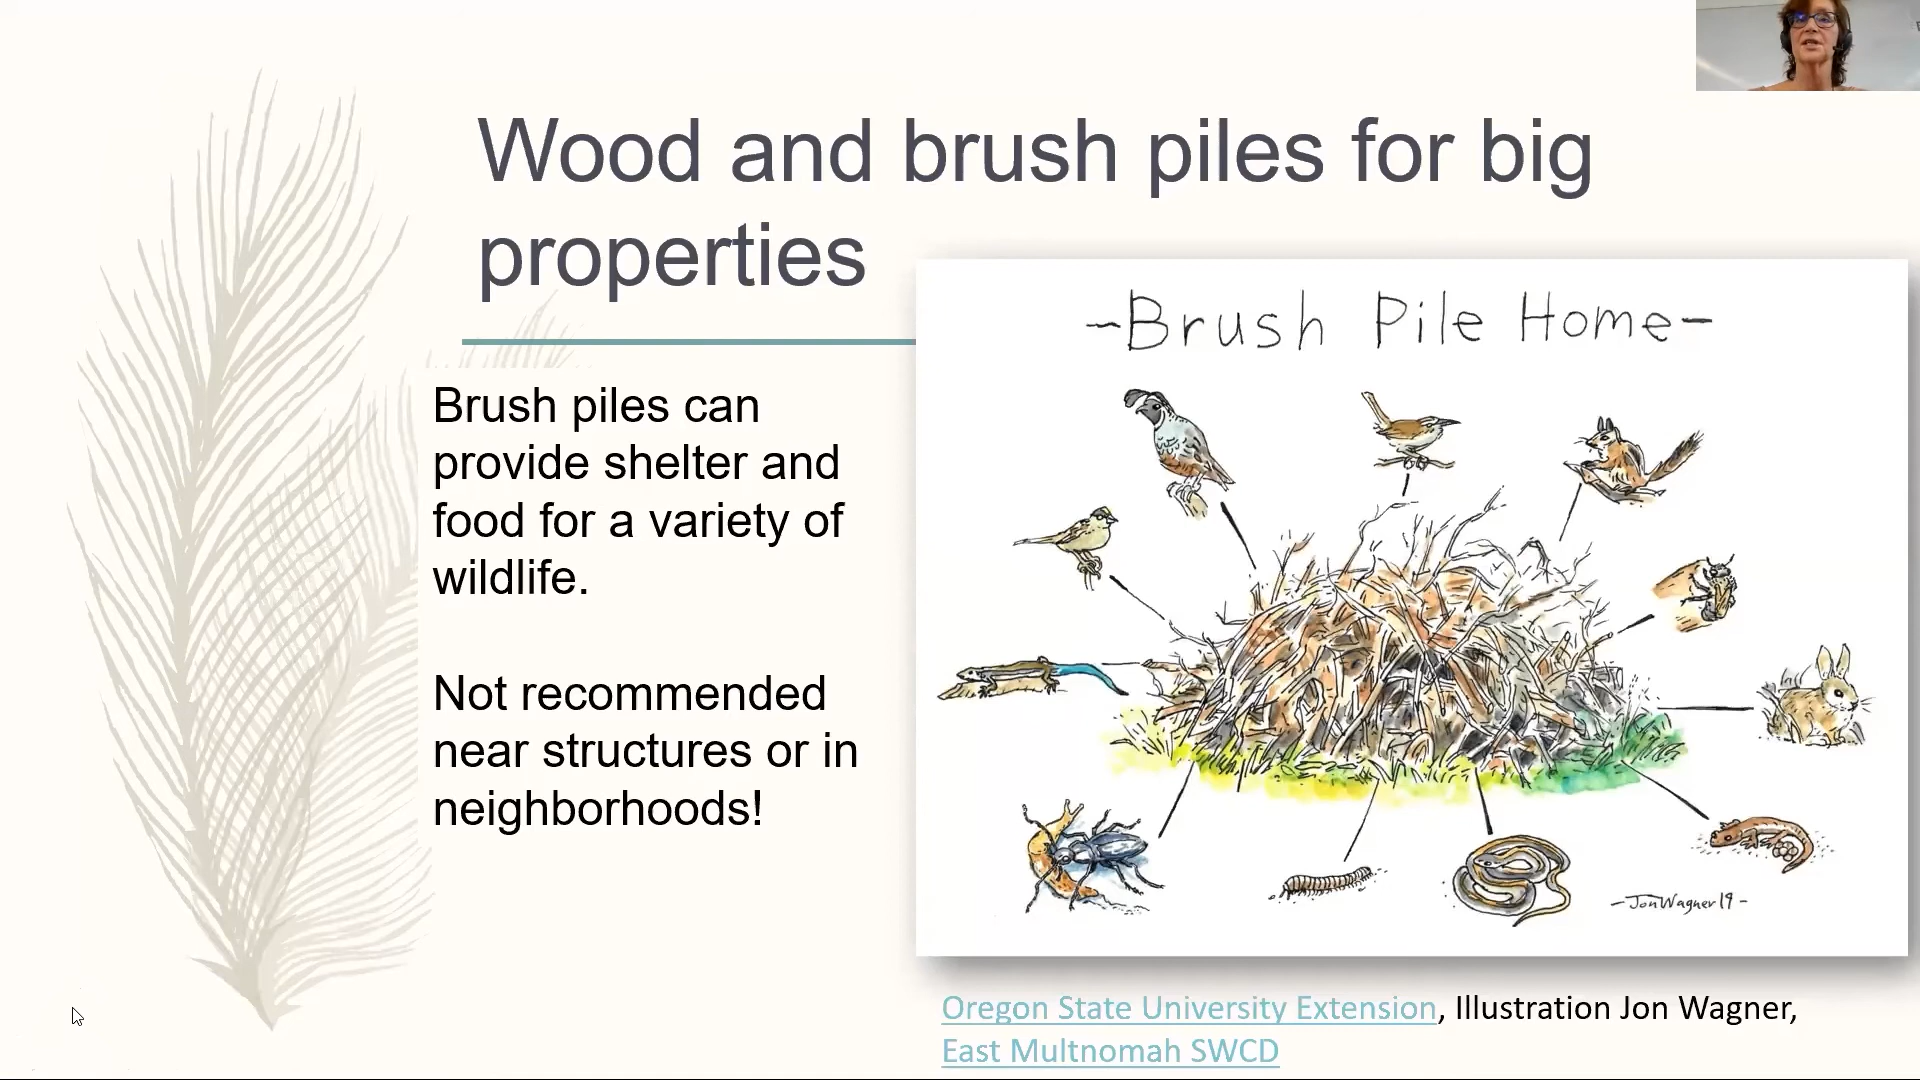 Wood and brush piles for big
properties
Brush piles can
provide shelter and
food for a variety of
wildlife.
Not recommended
near structures or in
neighborhoods!
-Brush Pile Home-
-JonWagner19-
Oregon State University Extension, Illustration Jon Wagner,
East Multnomah SWCD